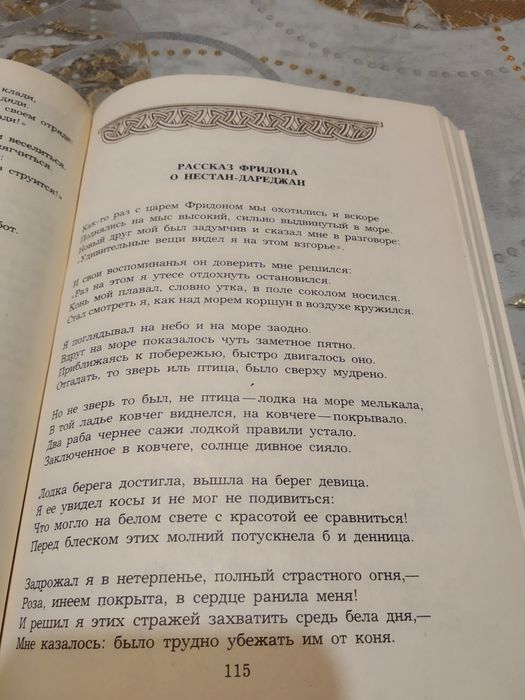 клади,
своем отряде:
веселиться.
струится!»
РАССКАЗ ФРИДОНА
О НЕСТАН-ДАРЕДЖАН
Как-то раз с царем Фридоном мы охотились и вскоре
Поднялись на мыс высокий, сильно выдвинутый в море.
Новый друг мой был задумчив и сказал мне в разговоре:
«Удивительные вещи видел я на этом взгорье».
И свои воспоминанья он доверить мне решился:
«Раз на этом я утесе отдохнуть остановился.
Конь мой плавал, словно утка, в поле соколом носился.
Стал смотреть я, как над морем коршун в воздухе кружился.
Я поглядывал на небо и на море заодно.
Вдруг на море показалось чуть заметное пятно.
Приближаясь к побережью, быстро двигалось оно.
Отгадать, то зверь иль птица, было сверху мудрено.
Но не зверь то был, не птица — лодка на море мелькала,
В той ладье ковчег виднелся, на ковчеге — покрывало.
Два раба чернее сажи лодкой правили устало.
Заключенное в ковчеге, солнце дивное сияло.
Лодка берега достигла, вышла на берег девица.
Я ее увидел косы и не мог не подивиться:
Что могло на белом свете с красотой ее сравниться!
Перед блеском этих молний потускнела б и денница.
Задрожал я в нетерпенье, полный страстного огня,—
Роза, инеем покрыта, в сердце ранила меня!
И решил я этих стражей захватить средь бела дня,—
Мне казалось: было трудно убежать им от коня.
115